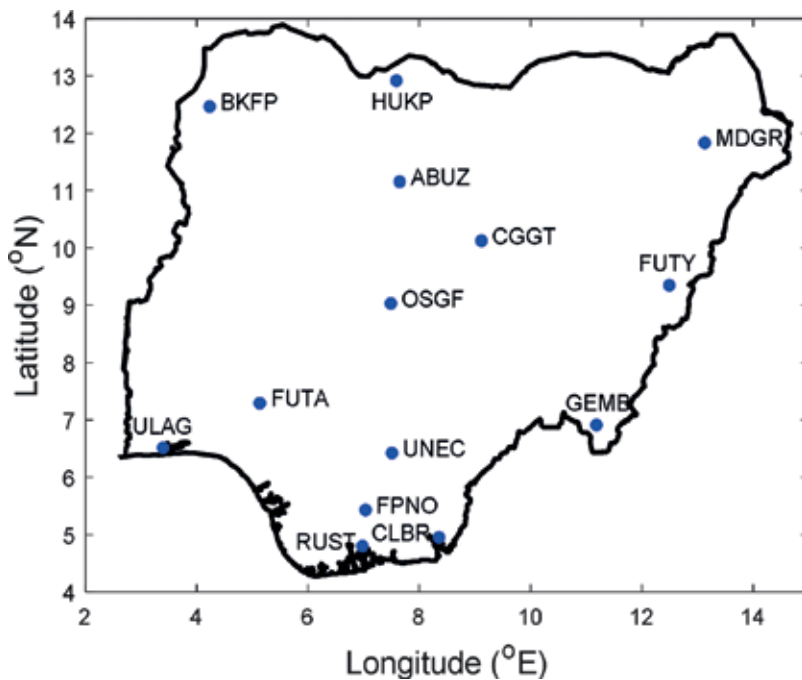 14
13
12
11
10
9
8
7
6
5
4
Latitude (°N)
BKFP
HUKP
MDGR
ABUZ
CGGT
FUTY
OSGF
FUTA
GEMB
ULAG
UNEC
FPNO
RUST
CLBR
2
4
6
8
10
12
14
Longitude (°E)